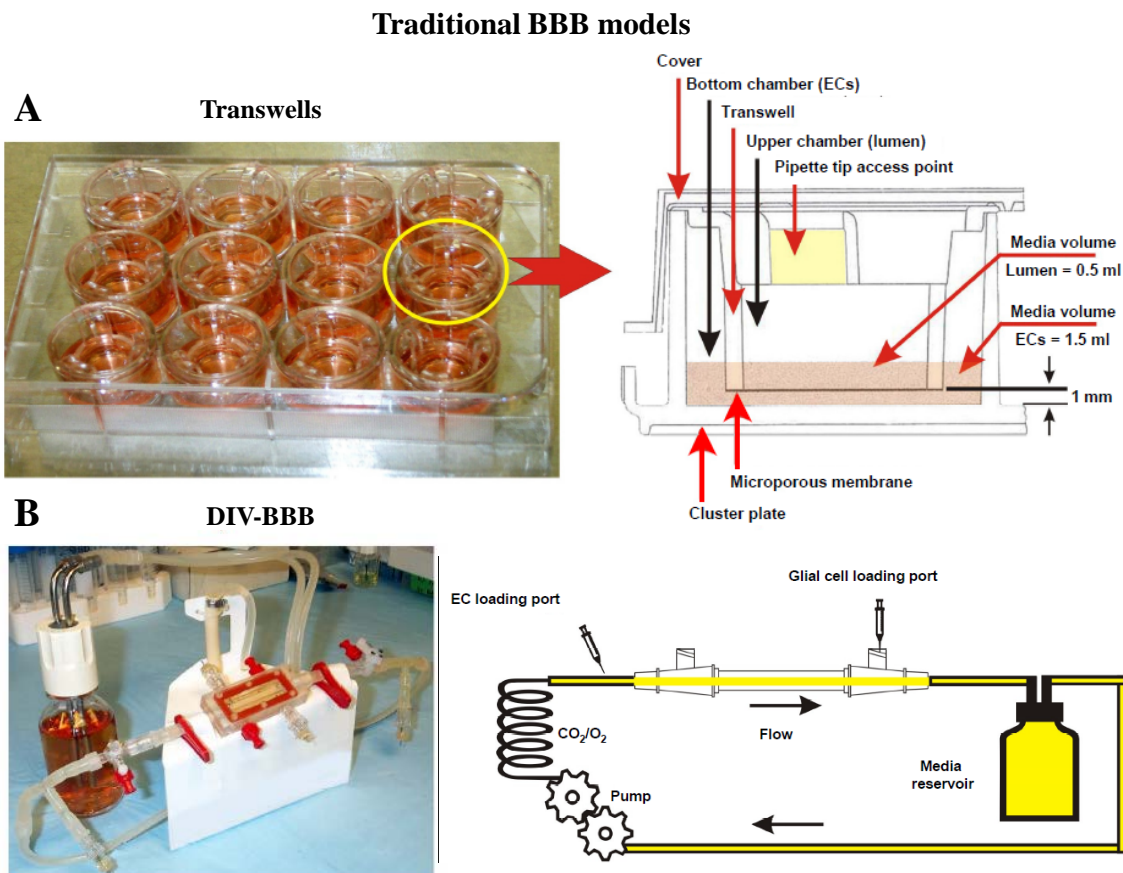 Traditional BBB models
A
Transwells
Cover
Bottom chamber (ECs)
Transwell
Upper chamber (lumen)
Pipette tip access point
Media volume
Lumen = 0.5 ml
Media volume
ECs = 1.5 ml
1 mm
Microporous membrane
Cluster plate
B
DIV-BBB
EC loading port
Glial cell loading port
CO₂/O₂
Flow
Media
reservoir
Pump